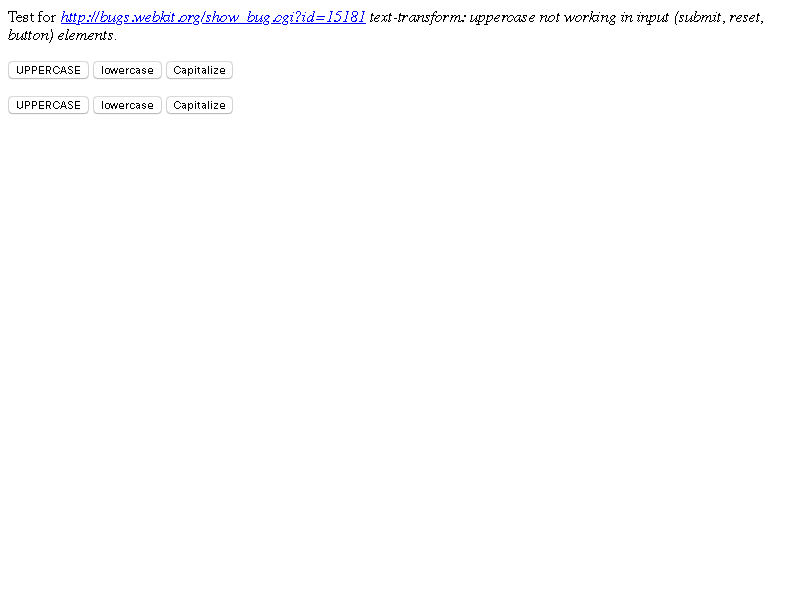 Test for http://bugs.webkit.org/show_bug.cgi?id=15181 text-transform: uppercase not working in input (submit, reset,
button) elements.
UPPERCASE lowercase Capitalize
UPPERCASE lowercase Capitalize